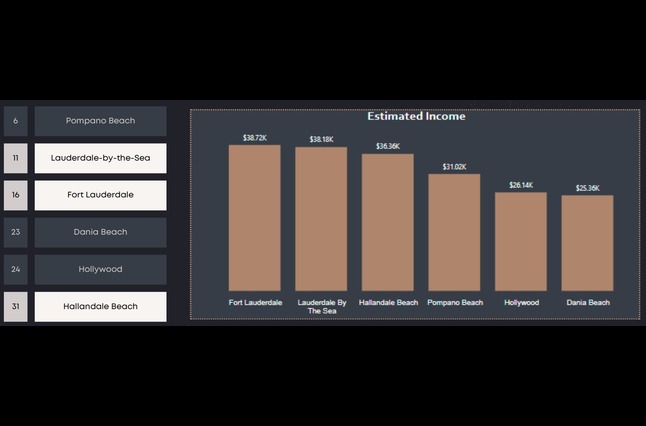 6 Pompano Beach
11 Lauderdale-by-the-Sea
16 Fort Lauderdale
23 Dania Beach
24 Hollywood
31 Hallandale Beach
Estimated Income
$38.72K $38.18K $36.36K $31.02K $26.14K $25.36K
Fort Lauderdale Lauderdale By Hallandale Beach Pompano Beach Hollywood Dania Beach
The Sea